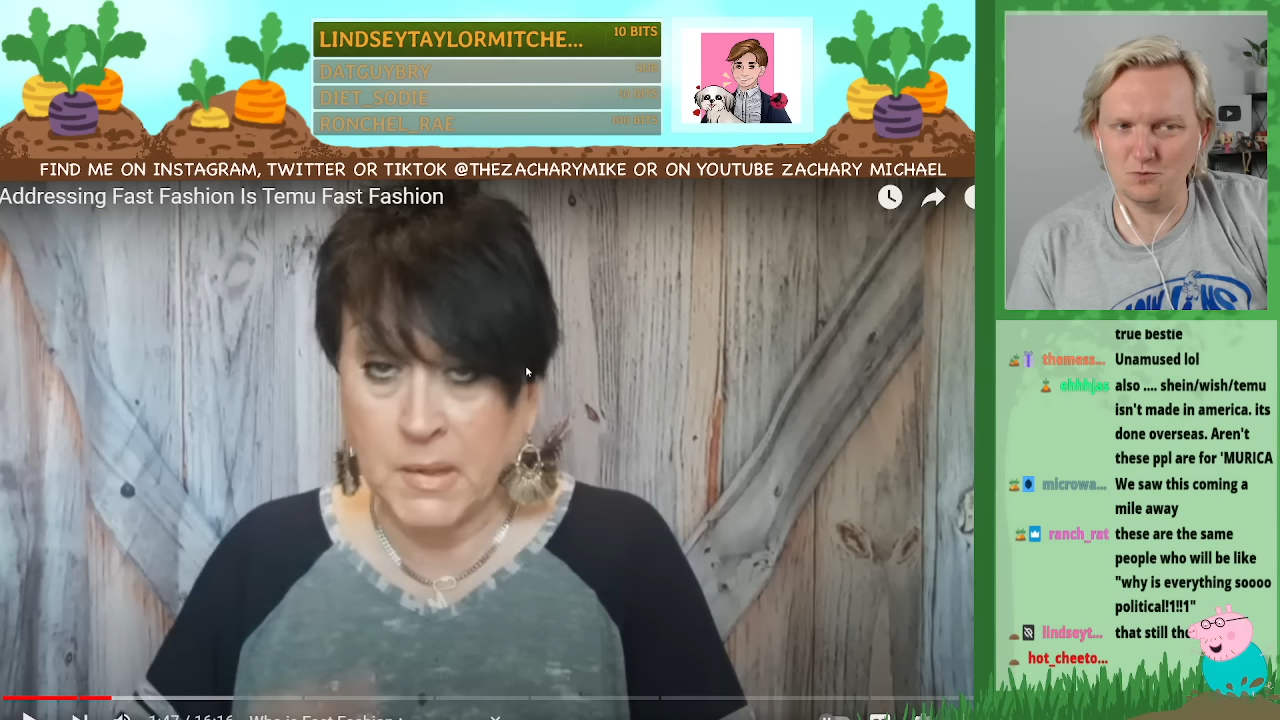 LINDSEYTAYLORMITCHE... 10 BITS
DATGUYBRY
DIET_SODIE 10 BITS
RONCHEL_RAE 100 BITS
FIND ME ON INSTAGRAM, TWITTER OR TIKTOK @THEZACHARYMIKE OR ON YOUTUBE ZACHARY MICHAEL
Addressing Fast Fashion Is Temu Fast Fashion
true bestie
themess... Unamused lol
ehhhjas also .... shein/wish/temu
isn't made in america. its
done overseas. Aren't
these ppl are for 'MURICA
microwa... We saw this coming a
mile away
ranch_rat these are the same
people who will be like
"why is everything soooo
political!1!!1"
lindseyt... that still
hot_cheeto...
1:47 / 16:16 Who is Fast Fashion